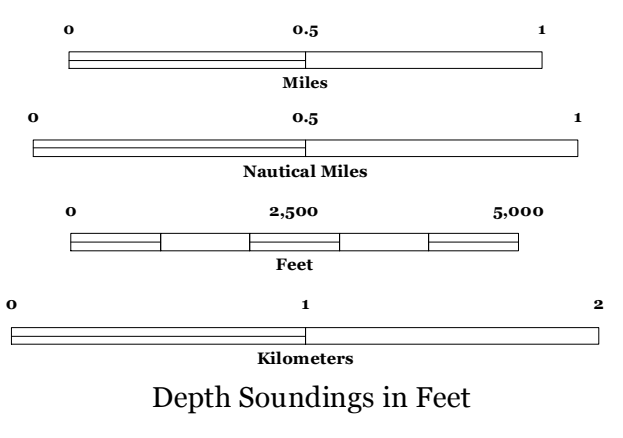 0 0.5 1
Miles
0 0.5 1
Nautical Miles
0 2,500 5,000
Feet
0 1 2
Kilometers
Depth Soundings in Feet